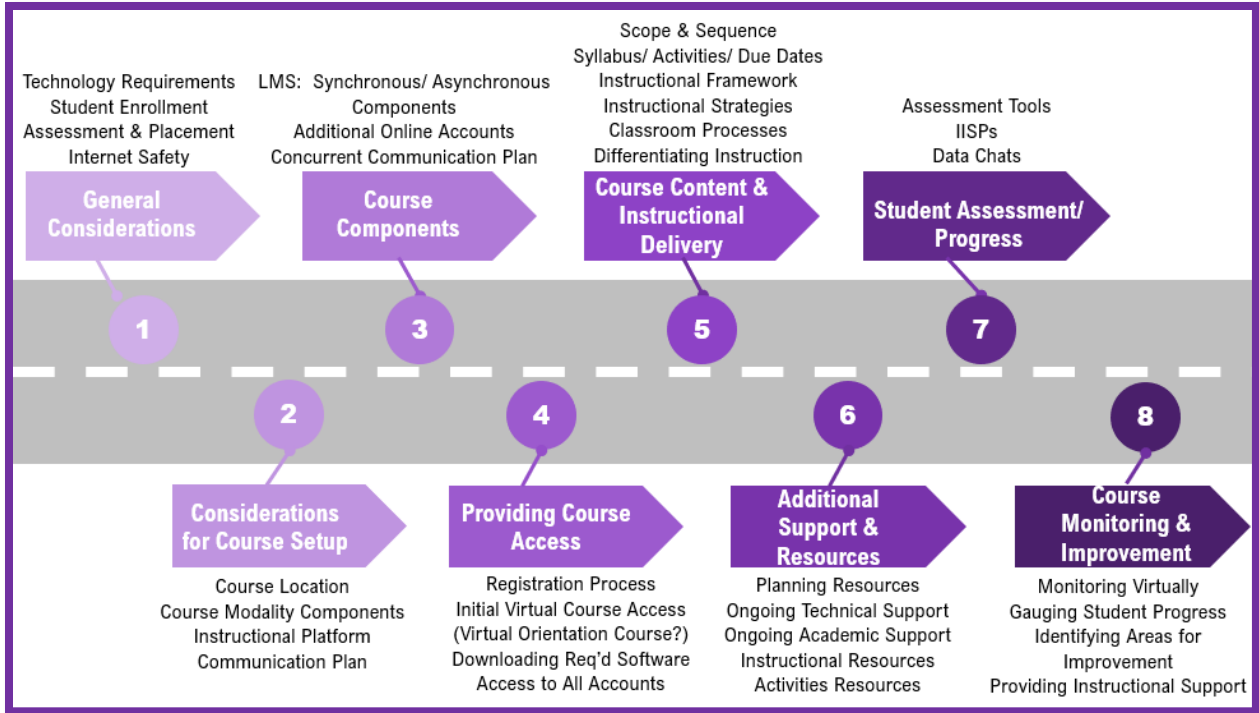 Technology Requirements
Student Enrollment
Assessment & Placement
Internet Safety
General
Considerations
1
2
Considerations
for Course Setup
Course Location
Course Modality Components
Instructional Platform
Communication Plan
LMS:  Synchronous/ Asynchronous
Components
Additional Online Accounts
Concurrent Communication Plan
Course
Components
3
4
Providing Course
Access
Registration Process
Initial Virtual Course Access
(Virtual Orientation Course?)
Downloading Req'd Software
Access to All Accounts
Scope & Sequence
Syllabus/ Activities/ Due Dates
Instructional Framework
Instructional Strategies
Classroom Processes
Differentiating Instruction
Course Content &
Instructional
Delivery
5
6
Additional
Support &
Resources
Planning Resources
Ongoing Technical Support
Ongoing Academic Support
Instructional Resources
Activities Resources
Assessment Tools
IISPs
Data Chats
Student Assessment/
Progress
7
8
Course
Monitoring &
Improvement
Monitoring Virtually
Gauging Student Progress
Identifying Areas for
Improvement
Providing Instructional Support